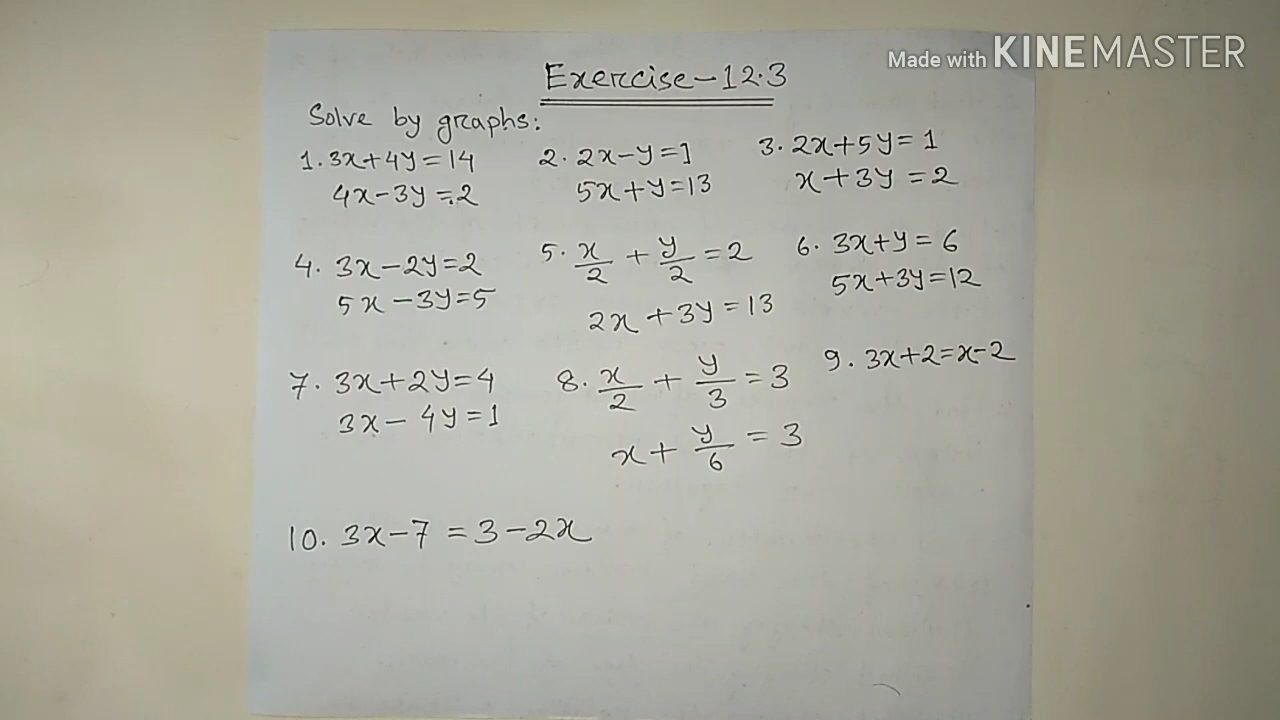 Made with KINEMASTER
Exercise-12.3
Solve by graphs:
1. 3x+4y=14
4x-3y=2
2. 2x-y=1
5x+y=13
3. 2x+5y=1
x+3y=2
4. 3x-2y=2
5x-3y=5
5. x/2 + y/2 = 2
2x+3y=13
6. 3x+y=6
5x+3y=12
7. 3x+2y=4
3x-4y=1
8. x/2 + y/3 = 3
x + y/6 = 3
9. 3x+2=x-2
10. 3x-7=3-2x